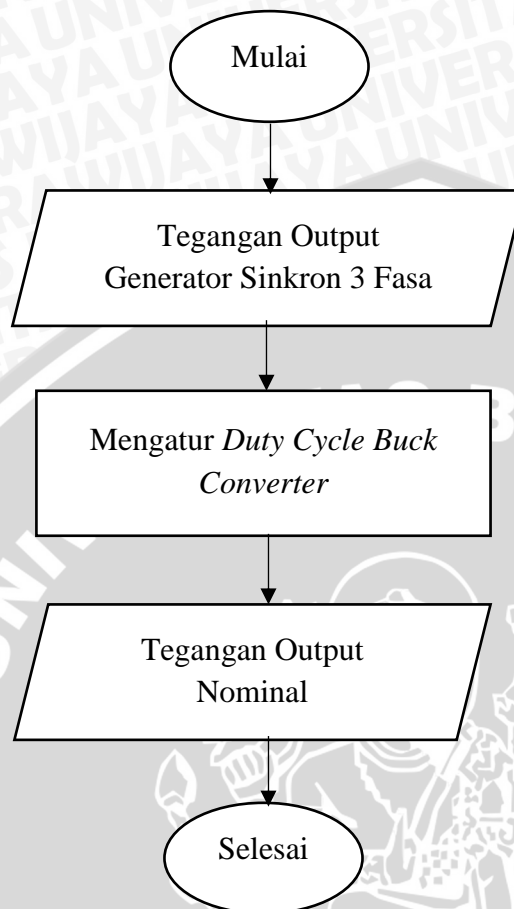 Mulai
Tegangan Output
Generator Sinkron 3 Fasa
Mengatur Duty Cycle Buck
Converter
Tegangan Output
Nominal
Selesai